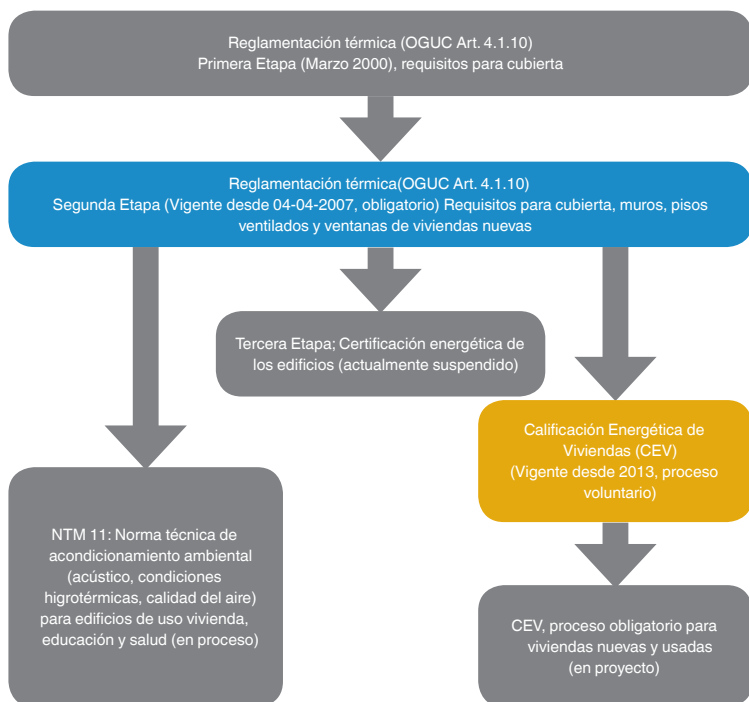 Reglamentación térmica (OGUC Art. 4.1.10)
Primera Etapa (Marzo 2000), requisitos para cubierta
Reglamentación térmica(OGUC Art. 4.1.10)
Segunda Etapa (Vigente desde 04-04-2007, obligatorio) Requisitos para cubierta, muros, pisos
ventilados y ventanas de viviendas nuevas
Tercera Etapa; Certificación energética de
los edificios (actualmente suspendido)
Calificación Energética de
Viviendas (CEV)
(Vigente desde 2013, proceso
voluntario)
NTM 11: Norma técnica de
acondicionamiento ambiental
(acústico, condiciones
higrotérmicas, calidad del aire)
para edificios de uso vivienda,
educación y salud (en proceso)
CEV, proceso obligatorio para
viviendas nuevas y usadas
(en proyecto)